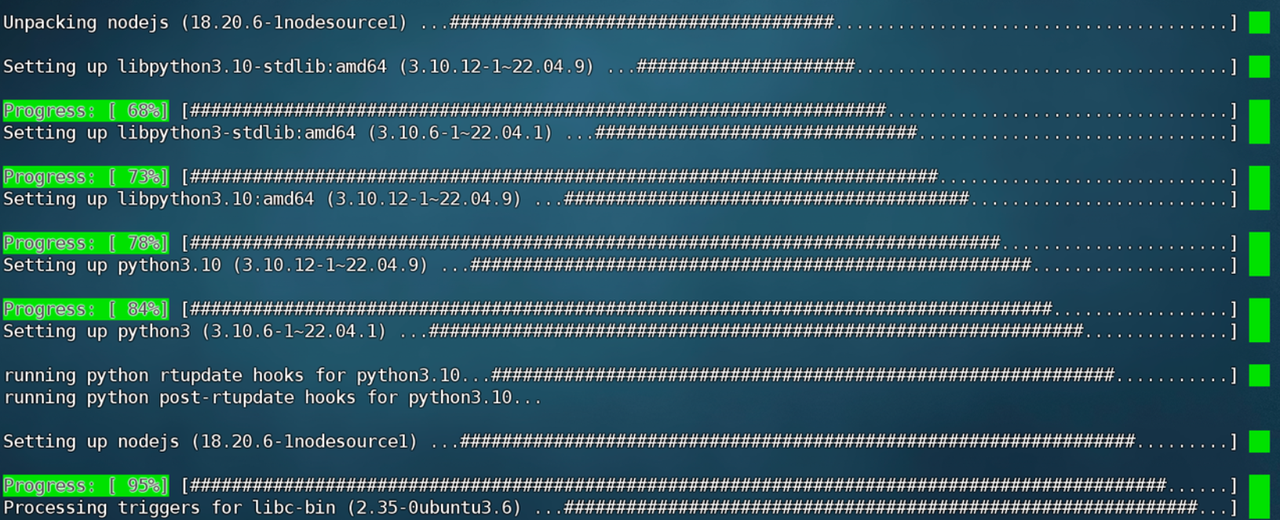 Unpacking nodejs (18.20.6-1nodesource1) ...#####################################......................................]
Setting up libpython3.10-stdlib:amd64 (3.10.12-1~22.04.9) ...#####################....................................]
Progress: [ 68%] [###################################################################.................................]
Setting up libpython3-stdlib:amd64 (3.10.6-1~22.04.1) ...###############################..............................]
Progress: [ 73%] [########################################################################............................]
Setting up libpython3.10:amd64 (3.10.12-1~22.04.9) ...#######################################.........................]
Progress: [ 78%] [##############################################################################......................]
Setting up python3.10 (3.10.12-1~22.04.9) ...######################################################...................]
Progress: [ 84%] [###################################################################################.................]
Setting up python3 (3.10.6-1~22.04.1) ...###############################################################..............]
running python rtupdate hooks for python3.10...############################################################...........]
running python post-rtupdate hooks for python3.10...
Setting up nodejs (18.20.6-1nodesource1) ...#################################################################.........]
Progress: [ 95%] [##############################################################################################......]
Processing triggers for libc-bin (2.35-0ubuntu3.6) ...#############################################################...]